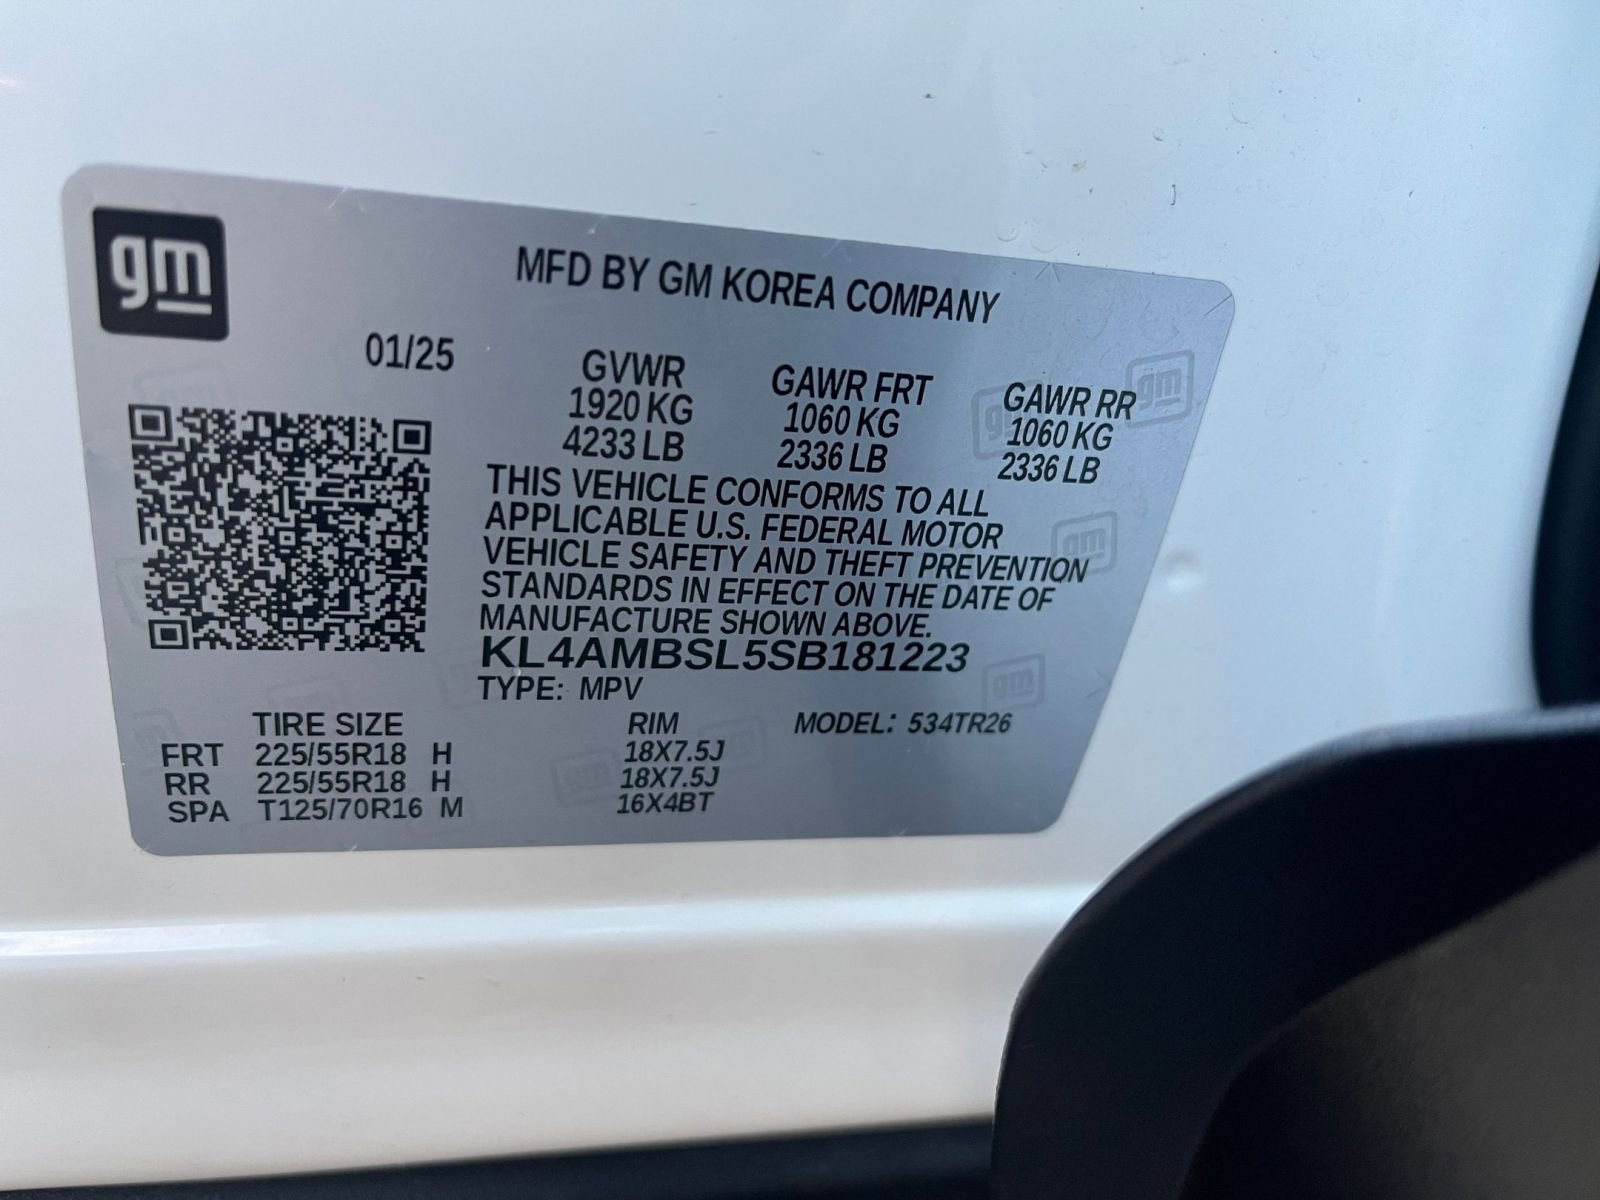 gm
MFD BY GM KOREA COMPANY
01/25
GVWR GAWR FRT GAWR RR
1920 KG 1060 KG 1060 KG
4233 LB 2336 LB 2336 LB
THIS VEHICLE CONFORMS TO ALL
APPLICABLE U.S. FEDERAL MOTOR
VEHICLE SAFETY AND THEFT PREVENTION
STANDARDS IN EFFECT ON THE DATE OF
MANUFACTURE SHOWN ABOVE.
KL4AMBSL5SB181223
TYPE: MPV
TIRE SIZE RIM MODEL: 534TR26
FRT 225/55R18 H 18X7.5J
RR 225/55R18 H 18X7.5J
SPA T125/70R16 M 16X4BT